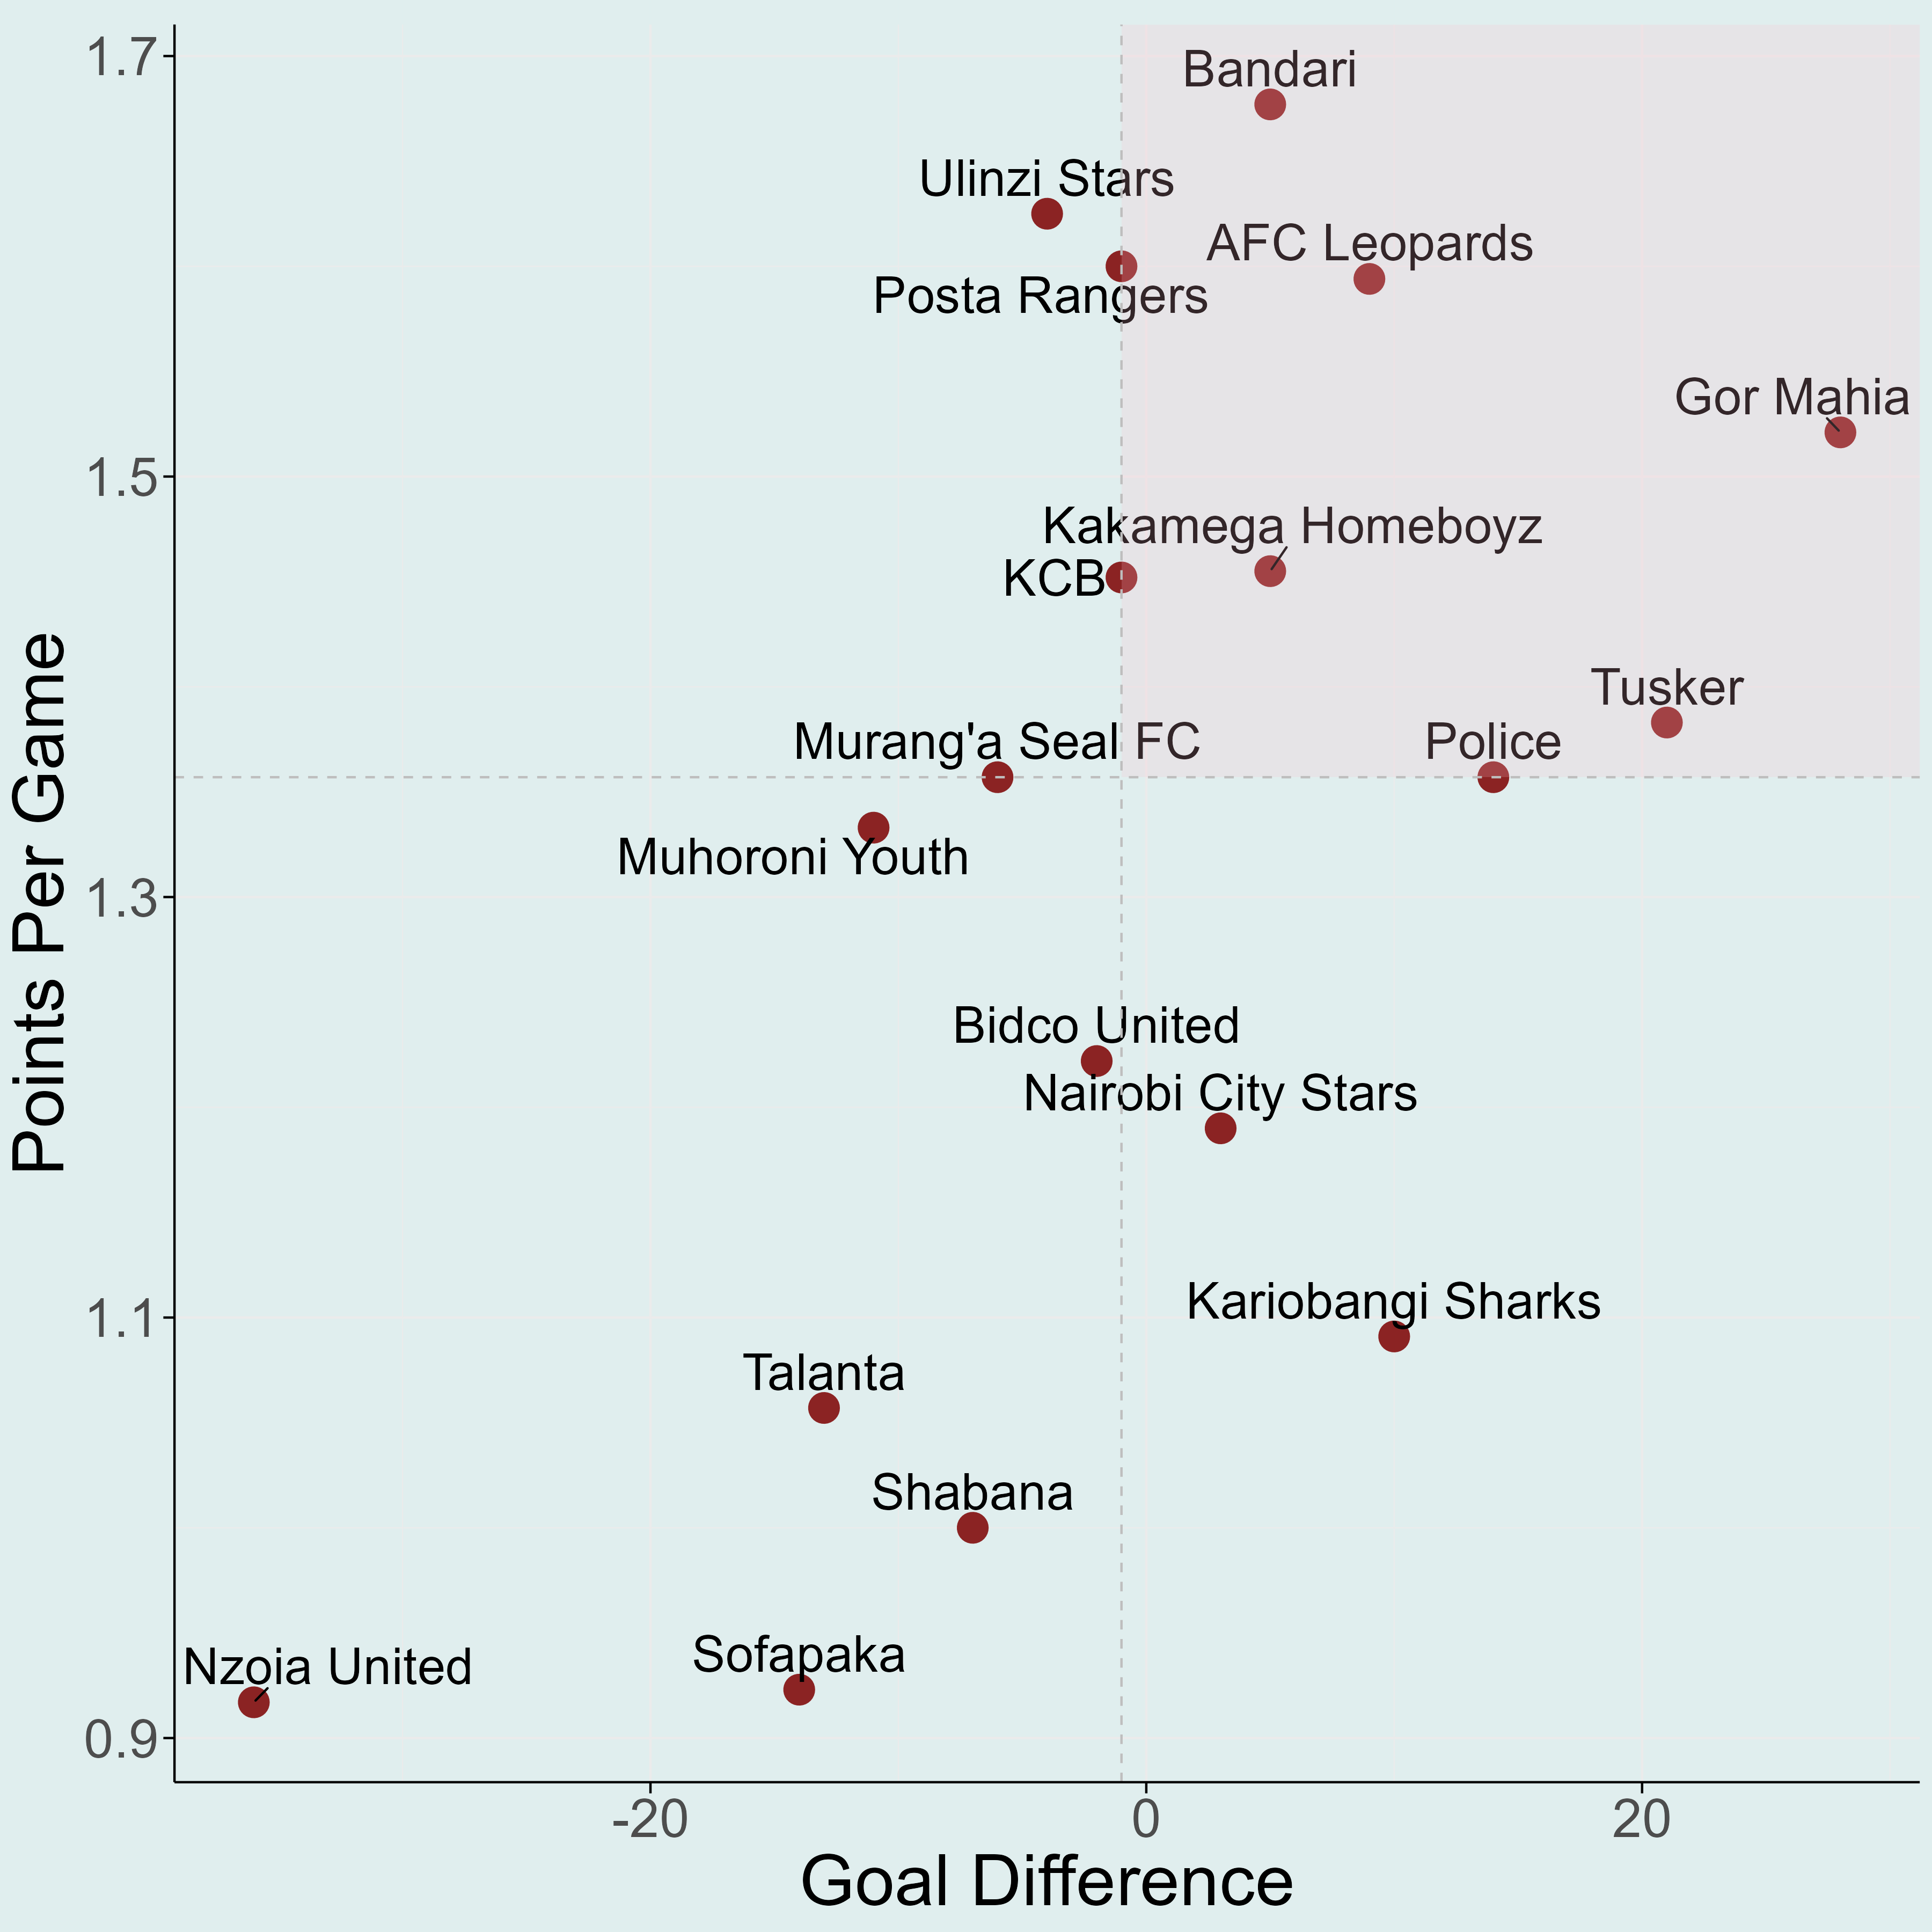 1.7
Bandari
Ulinzi Stars
AFC Leopards
Posta Rangers
Gor Mahia
1.5
Kakamega Homeboyz
KCB
Tusker
Murang'a Seal FC
Police
Muhoroni Youth
1.3
Points Per Game
Bidco United
Nairobi City Stars
Kariobangi Sharks
1.1
Talanta
Shabana
Sofapaka
Nzoia United
0.9
-20 0 20
Goal Difference